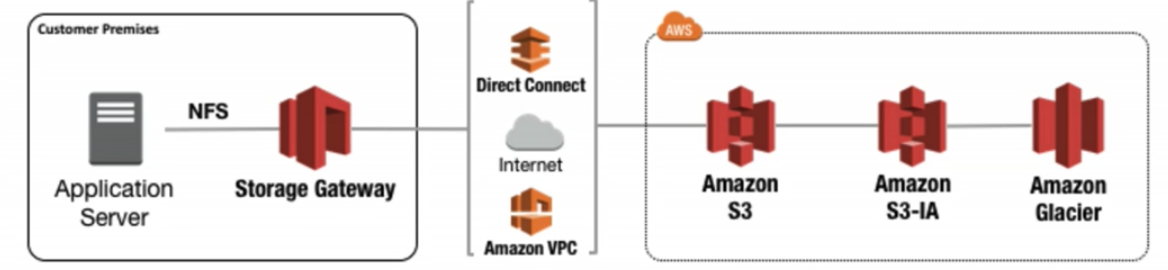 Customer Premises
NFS
Application
Server
Storage Gateway
Direct Connect
Internet
Amazon VPC
AWS
Amazon
S3
Amazon
S3-IA
Amazon
Glacier